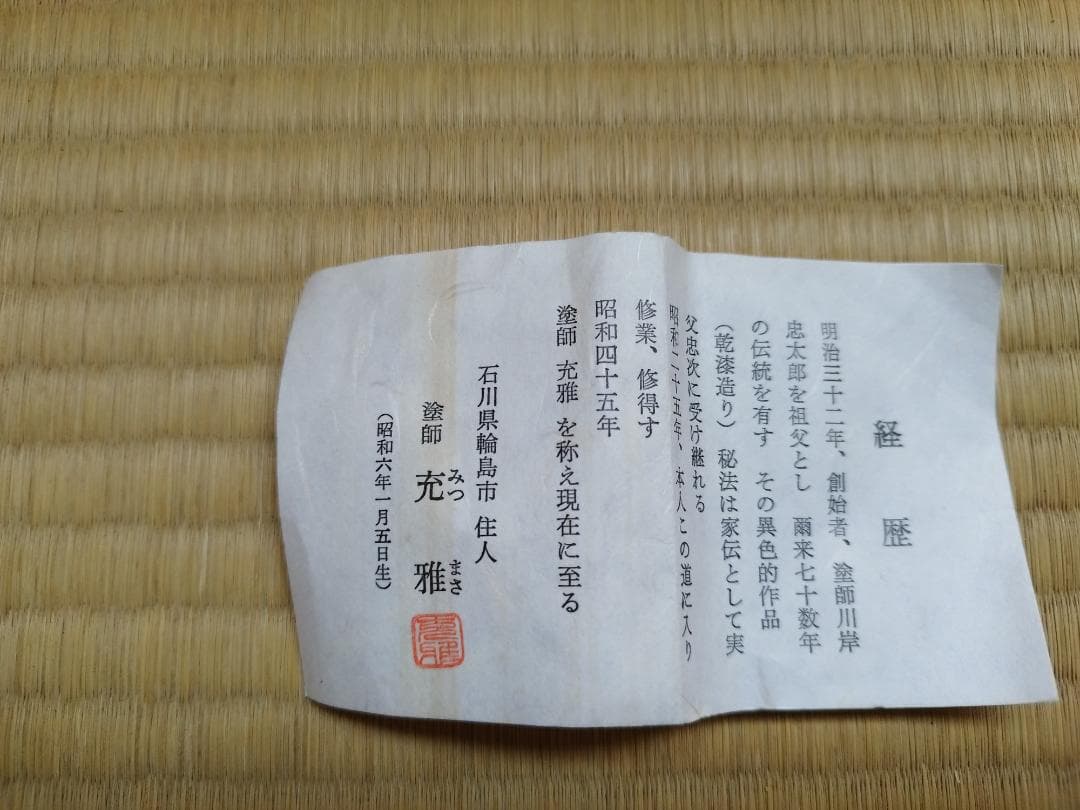 経歴
明治三十二年、創始者、塗師川岸
忠太郎を祖父とし 爾来七十数年
の伝統を有す その異色的作品
(乾漆造り) 秘法は家伝として実
父忠次に受け継れる
昭和二十五年、本人この道に入り
修業、修得す
昭和四十五年
塗師 充雅 を称え現在に至る
石川県輪島市 住人
塗師 充雅
みつ まさ
(昭和六年一月五日生)